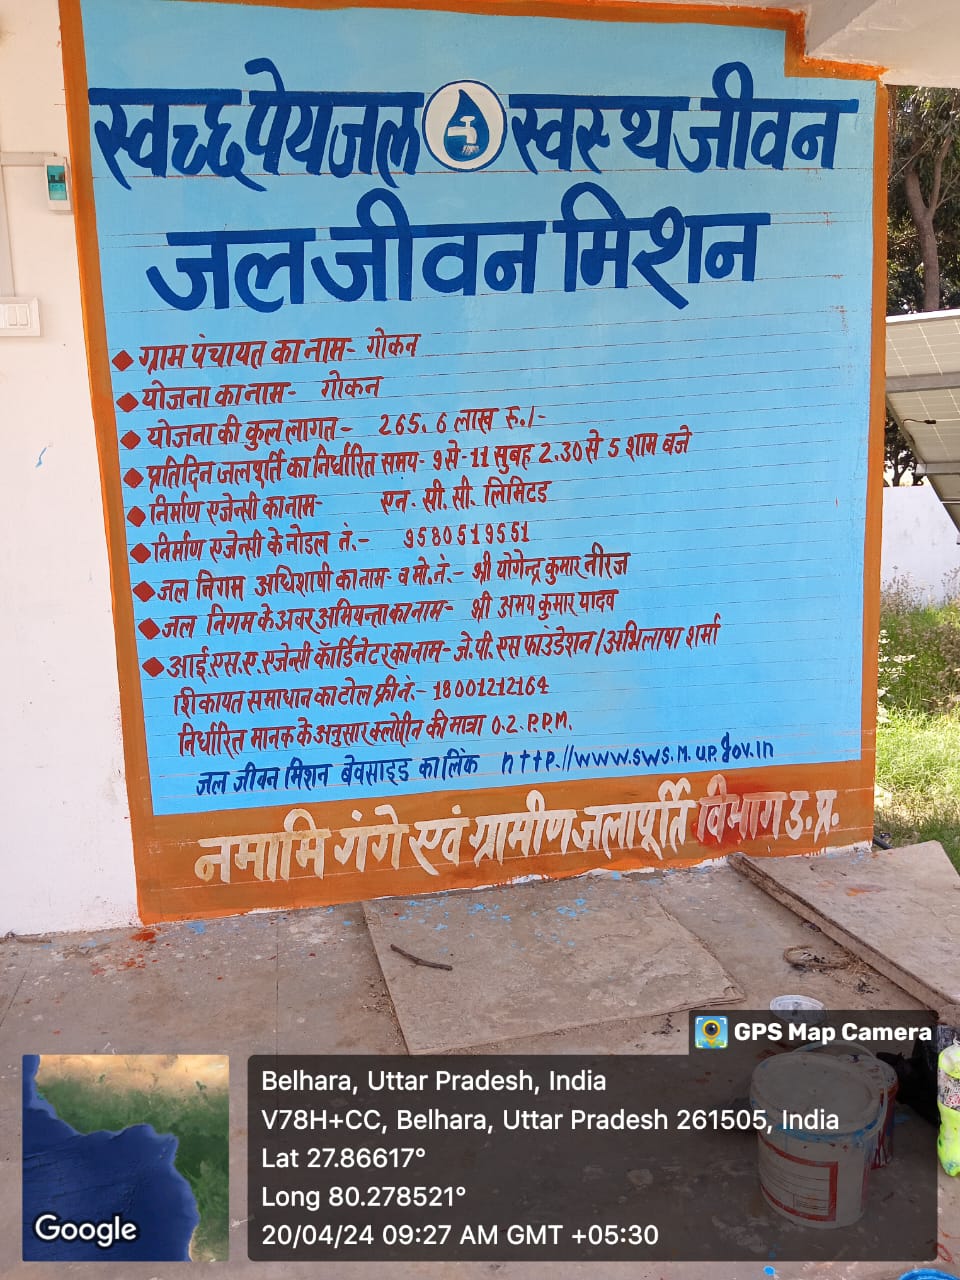 स्वच्छ पेयजल स्वस्थ जीवन
जल जीवन मिशन
ग्राम पंचायत का नाम- गोकन
योजना का नाम- गोकन
योजना की कुल लागत- 265.6 लाख रु./-
प्रतिदिन जलपूर्ति का निर्धारित समय- 9 से-11 सुबह 2.30 से 5 शाम बजे
निर्माण एजेन्सी का नाम- एन. सी. सी. लिमिटड
निर्माण एजेन्सी के नोडल नं.- 9580519551
जल निगम अधिशाषी का नाम- व मो.नं.- श्री योगेन्द्र कुमार नीरज
जल निगम के अवर अभियन्ता का नाम- श्री अभय कुमार यादव
आई.एस.ए. एजेन्सी कॉर्डिनेटर का नाम- जे.पी.एस फाउंडेशन/अभिलाषा शर्मा
शिकायत समाधान का टोल फ्री नं.- 18001212164
निर्धारित मानक के अनुसार क्लोरीन की मात्रा 0.2 P.P.M.
जल जीवन मिशन बेवसाइड का लिंक http.//www.sws.M.U.P.gov.in
नमामि गंगे एवं ग्रामीण जलापूर्ति विभाग उ.प्र.
GPS Map Camera
Belhara, Uttar Pradesh, India
V78H+CC, Belhara, Uttar Pradesh 261505, India
Lat 27.86617°
Long 80.278521°
20/04/24 09:27 AM GMT +05:30
Google